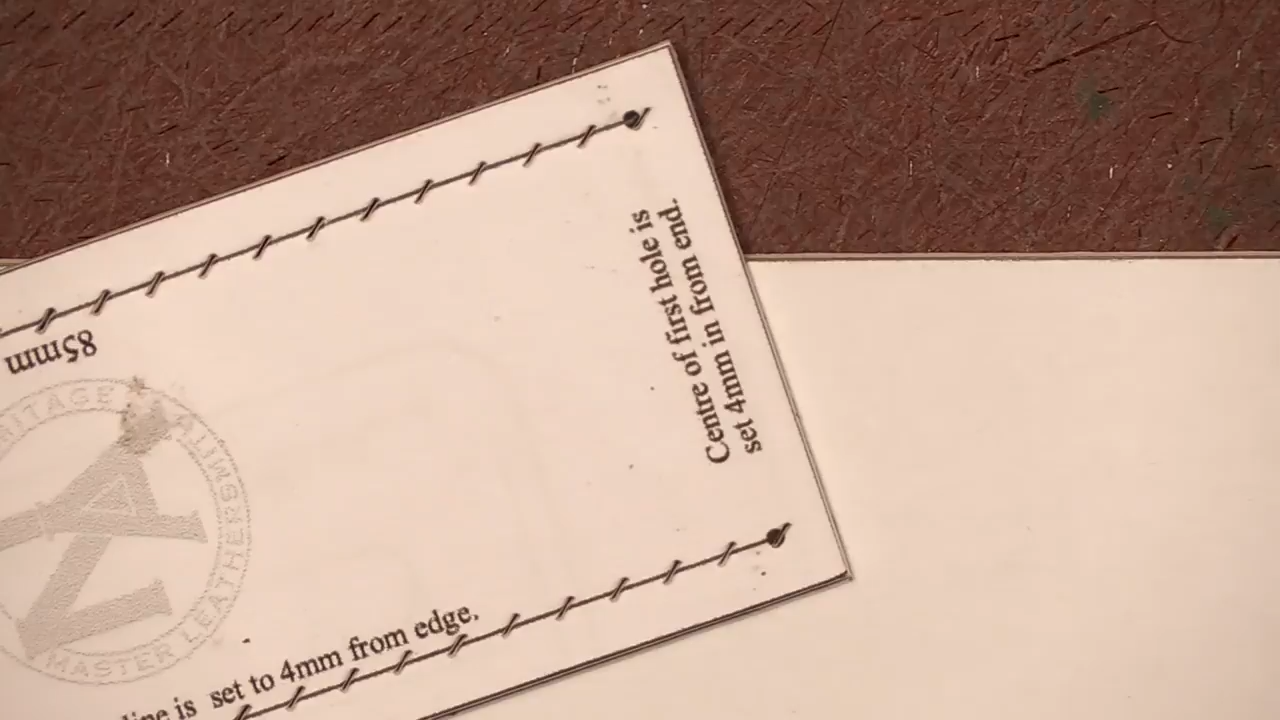 85mm
Centre of first hole is
set 4mm in from end.
line is set to 4mm from edge.
MASTER LEATHERSMITH